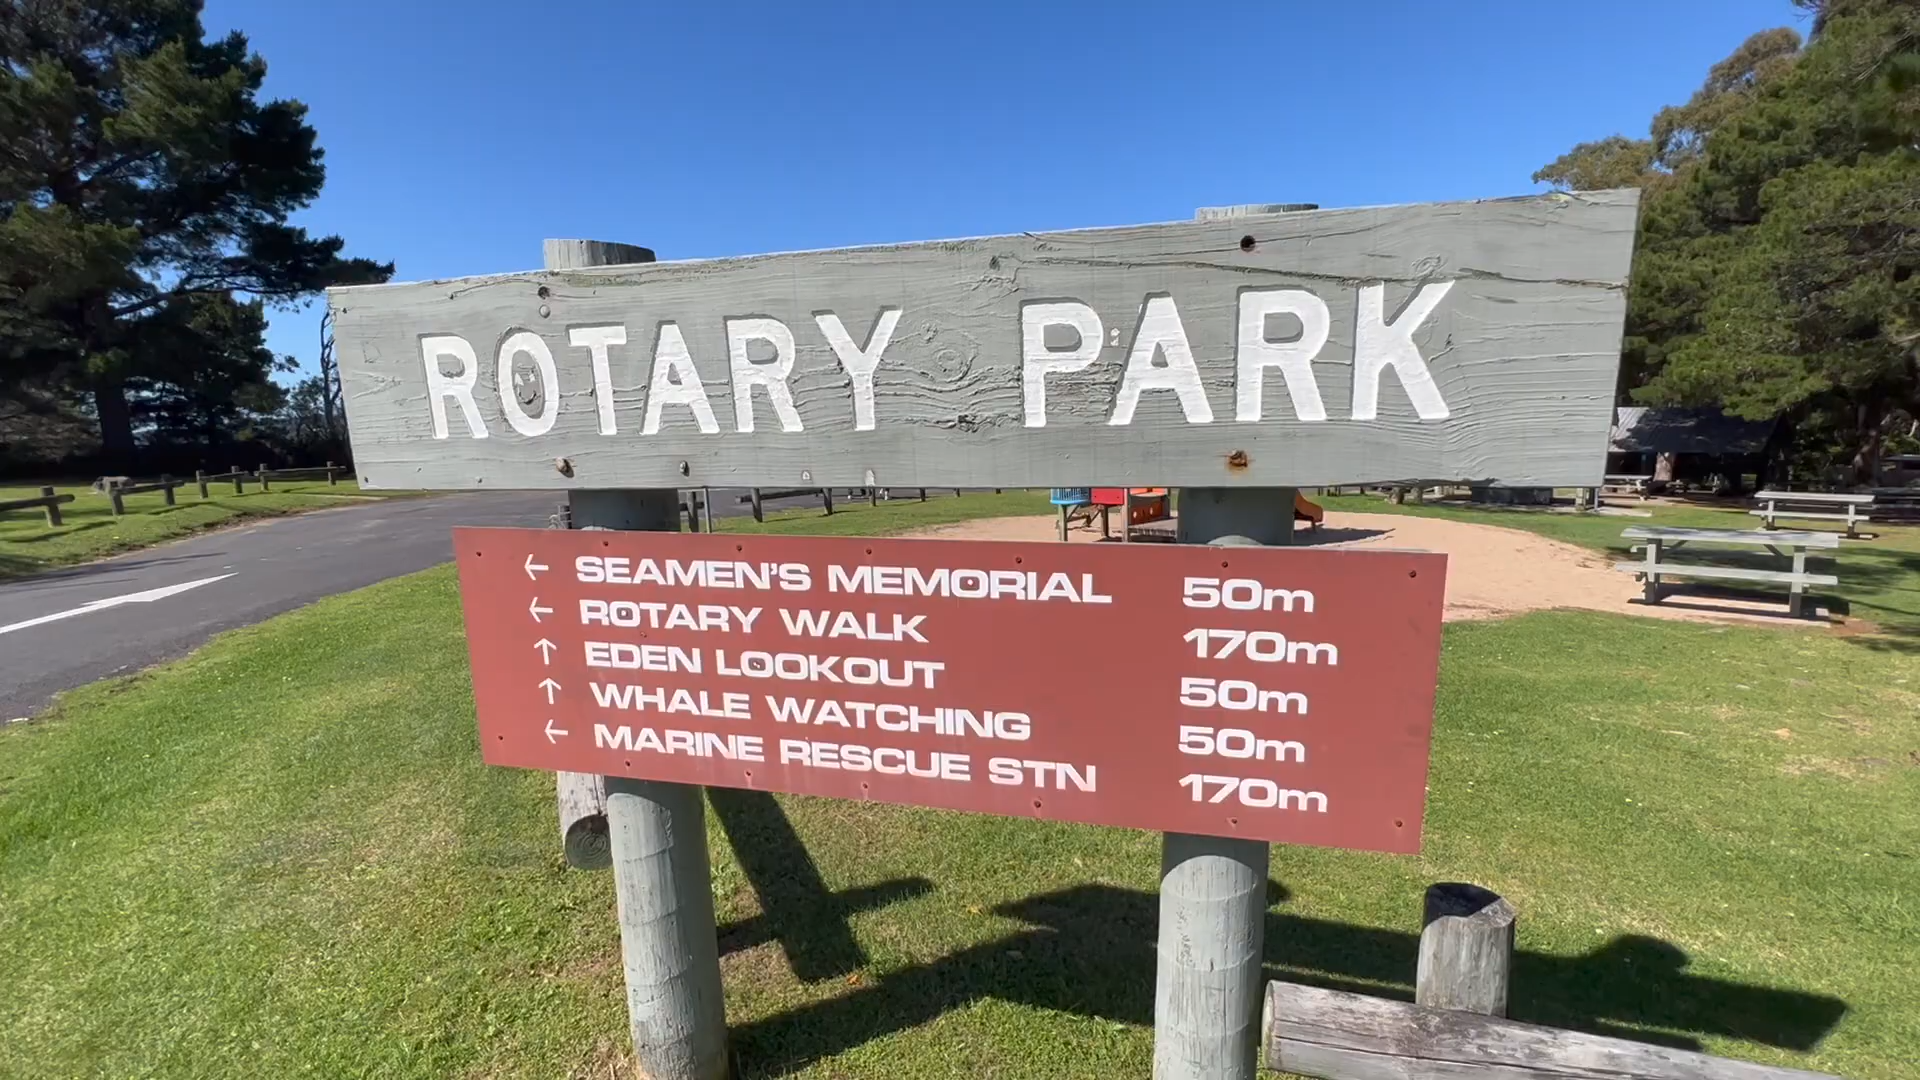 ROTARY PARK
← SEAMEN'S MEMORIAL 50m
← ROTARY WALK 170m
↑ EDEN LOOKOUT 50m
↑ WHALE WATCHING 50m
← MARINE RESCUE STN 170m